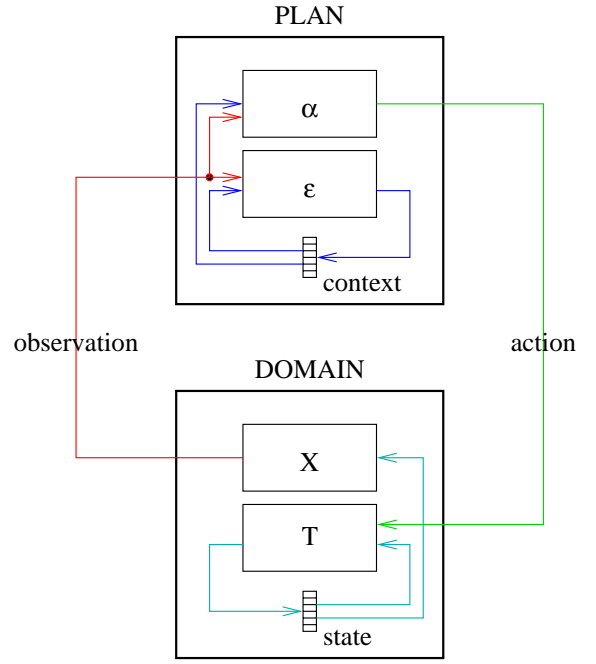 PLAN
α
ε
context
observation
action
DOMAIN
X
T
state